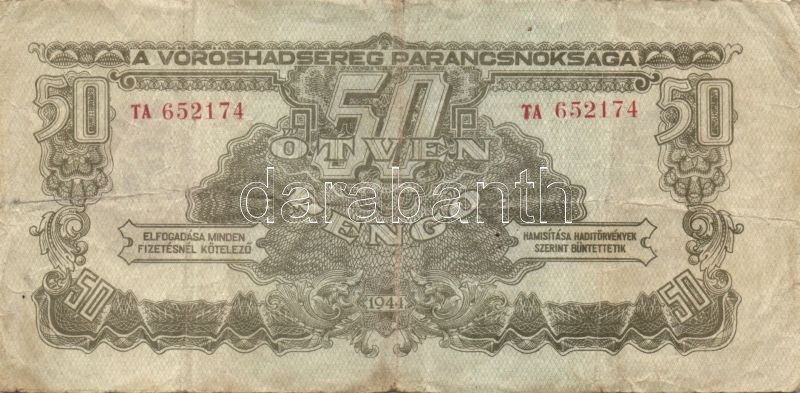 A VÖRÖSHADSEREG PARANCSNOKSÁGA
50 50 50
TA 652174 TA 652174
ÖTVEN
PENGŐ
darabanth
ELFOGADÁSA MINDEN
FIZETÉSNÉL KÖTELEZŐ
HAMISÍTÁSA HADITÖRVÉNYEK
SZERINT BÜNTETTETIK
50 50
1944